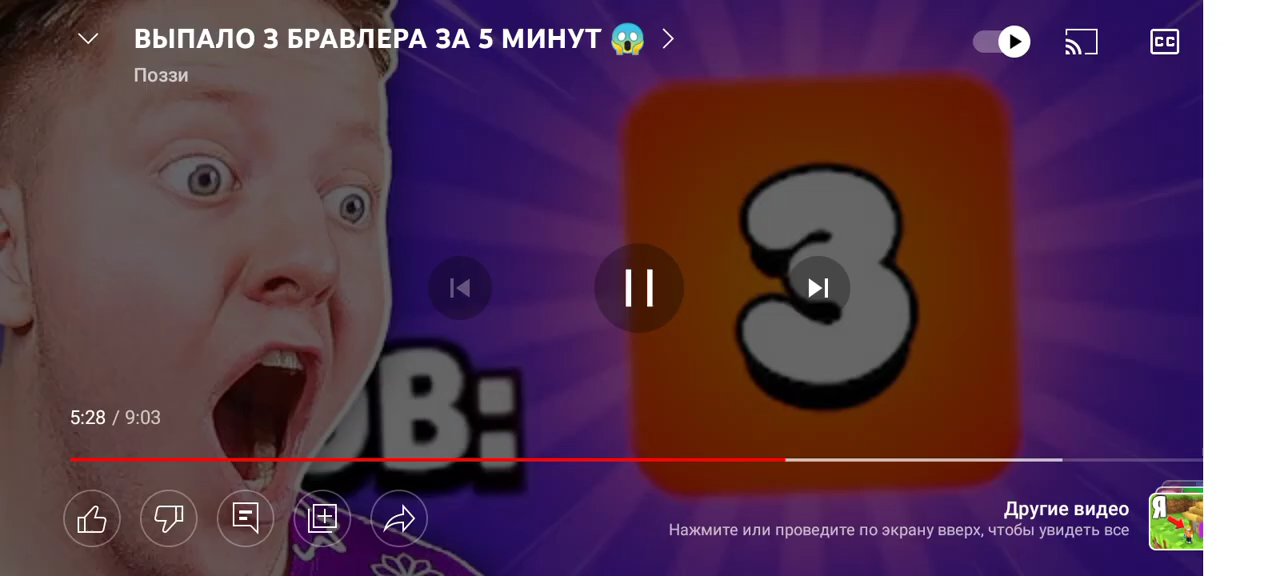 ВЫПАЛО 3 БРАВЛЕРА ЗА 5 МИНУТ 😱
Поззи
CC
3
В:
5:28 / 9:03
Другие видео
Нажмите или проведите по экрану вверх, чтобы увидеть все
Я